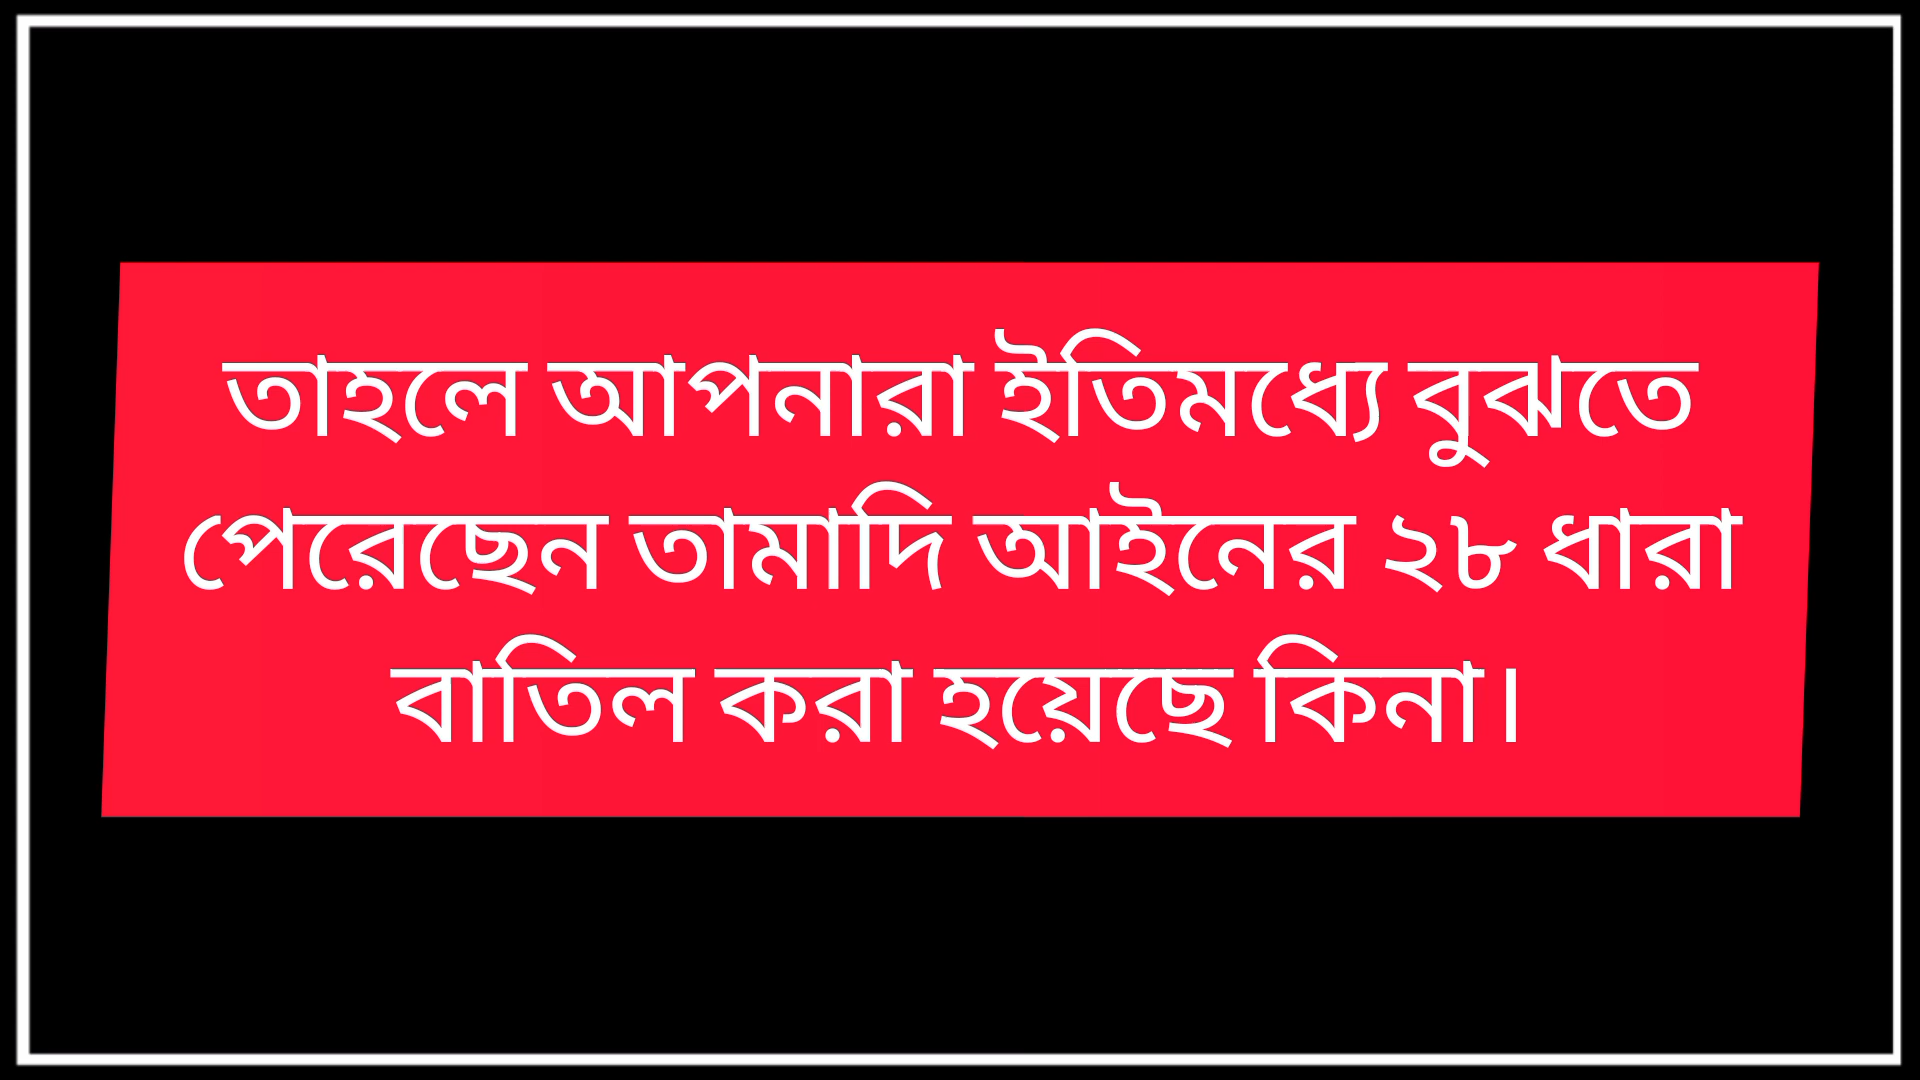 তাহলে আপনারা ইতিমধ্যে বুঝতে
পেরেছেন তামাদি আইনের ২৮ ধারা
বাতিল করা হয়েছে কিনা।